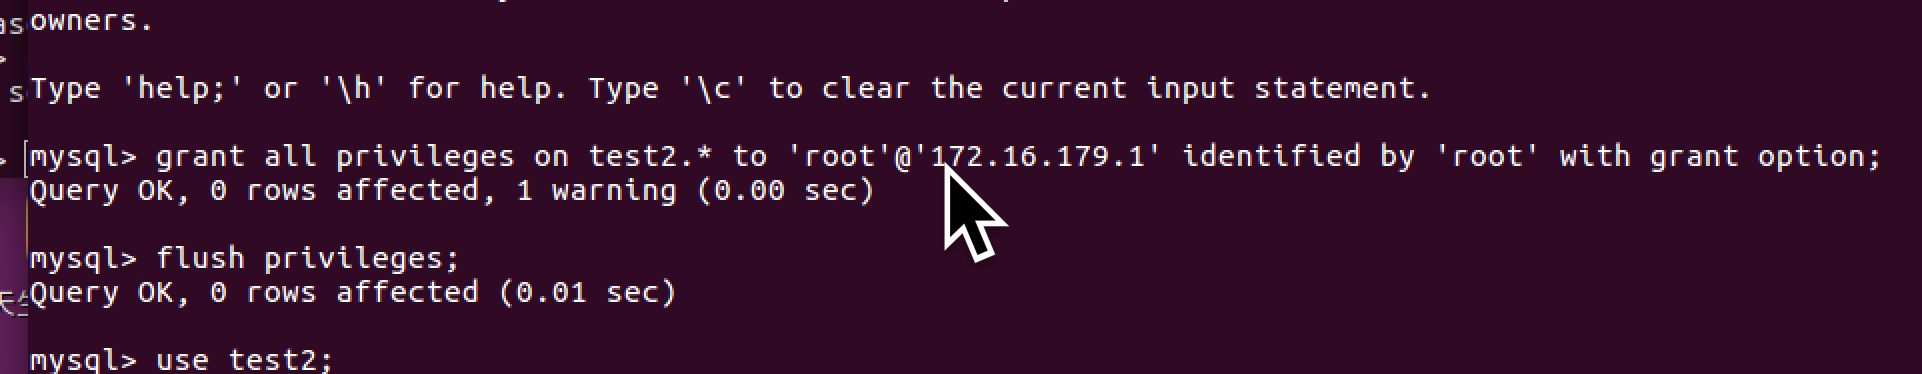 owners.
Type 'help;' or '\h' for help. Type '\c' to clear the current input statement.
mysql> grant all privileges on test2.* to 'root'@'172.16.179.1' identified by 'root' with grant option;
Query OK, 0 rows affected, 1 warning (0.00 sec)
mysql> flush privileges;
Query OK, 0 rows affected (0.01 sec)
mysql> use test2;